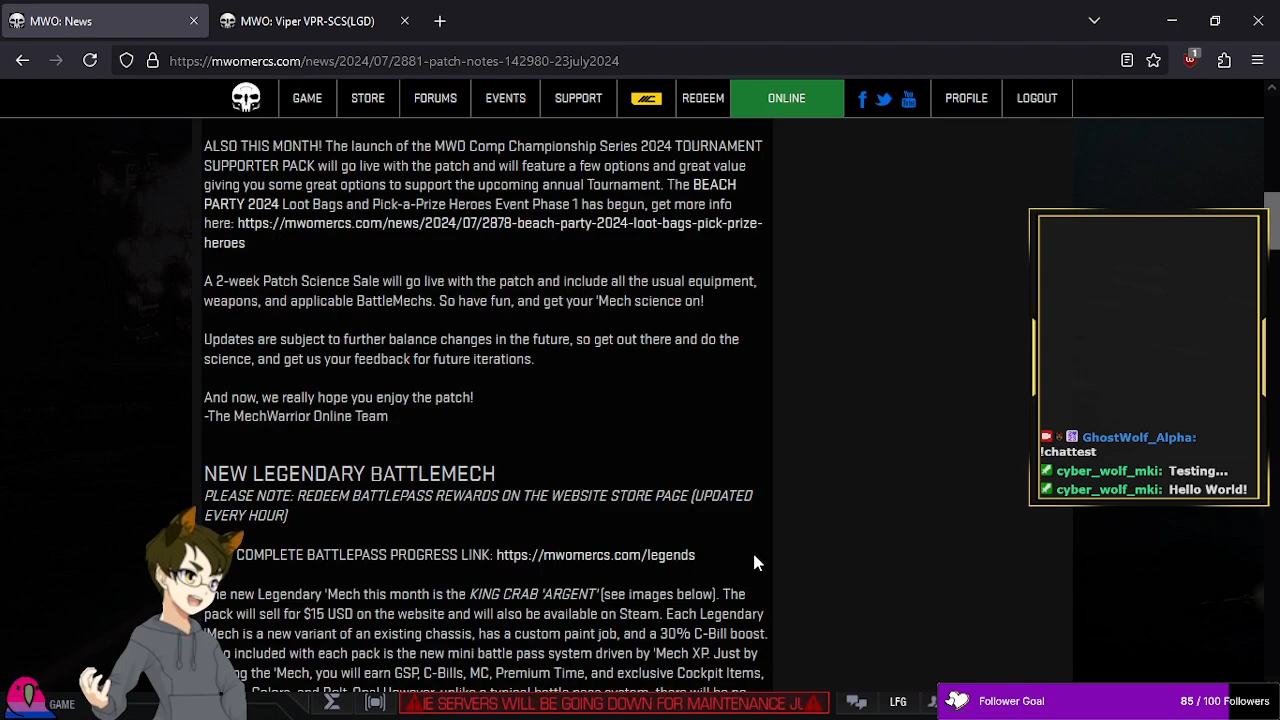 MWO: News
MWO: Viper VPR-SCS(LGD)
https://mwomercs.com/news/2024/07/2881-patch-notes-142980-23july2024
1
GAME
STORE
FORUMS
EVENTS
SUPPORT
MC
REDEEM
ONLINE
PROFILE
LOGOUT
ALSO THIS MONTH! The launch of the MWO Comp Championship Series 2024 TOURNAMENT
SUPPORTER PACK will go live with the patch and will feature a few options and great value
giving you some great options to support the upcoming annual Tournament. The BEACH
PARTY 2024 Loot Bags and Pick-a-Prize Heroes Event Phase 1 has begun, get more info
here: https://mwomercs.com/news/2024/07/2878-beach-party-2024-loot-bags-pick-prize-
heroes
A 2-week Patch Science Sale will go live with the patch and include all the usual equipment,
weapons, and applicable BattleMechs. So have fun, and get your 'Mech science on!
Updates are subject to further balance changes in the future, so get out there and do the
science, and get us your feedback for future iterations.
And now, we really hope you enjoy the patch!
-The MechWarrior Online Team
NEW LEGENDARY BATTLEMECH
PLEASE NOTE: REDEEM BATTLEPASS REWARDS ON THE WEBSITE STORE PAGE (UPDATED
EVERY HOUR)
COMPLETE BATTLEPASS PROGRESS LINK: https://mwomercs.com/legends
he new Legendary 'Mech this month is the KING CRAB 'ARGENT' (see images below). The
pack will sell for $15 USD on the website and will also be available on Steam. Each Legendary
'Mech is a new variant of an existing chassis, has a custom paint job, and a 30% C-Bill boost.
o included with each pack is the new mini battle pass system driven by 'Mech XP. Just by
ng the 'Mech, you will earn GSP, C-Bills, MC, Premium Time, and exclusive Cockpit Items,
GhostWolf_Alpha:
!chattest
cyber_wolf_mki: Testing...
cyber_wolf_mki: Hello World!
GAME
E SERVERS WILL BE GOING DOWN FOR MAINTENANCE JU
LFG
Follower Goal
85 / 100 Followers